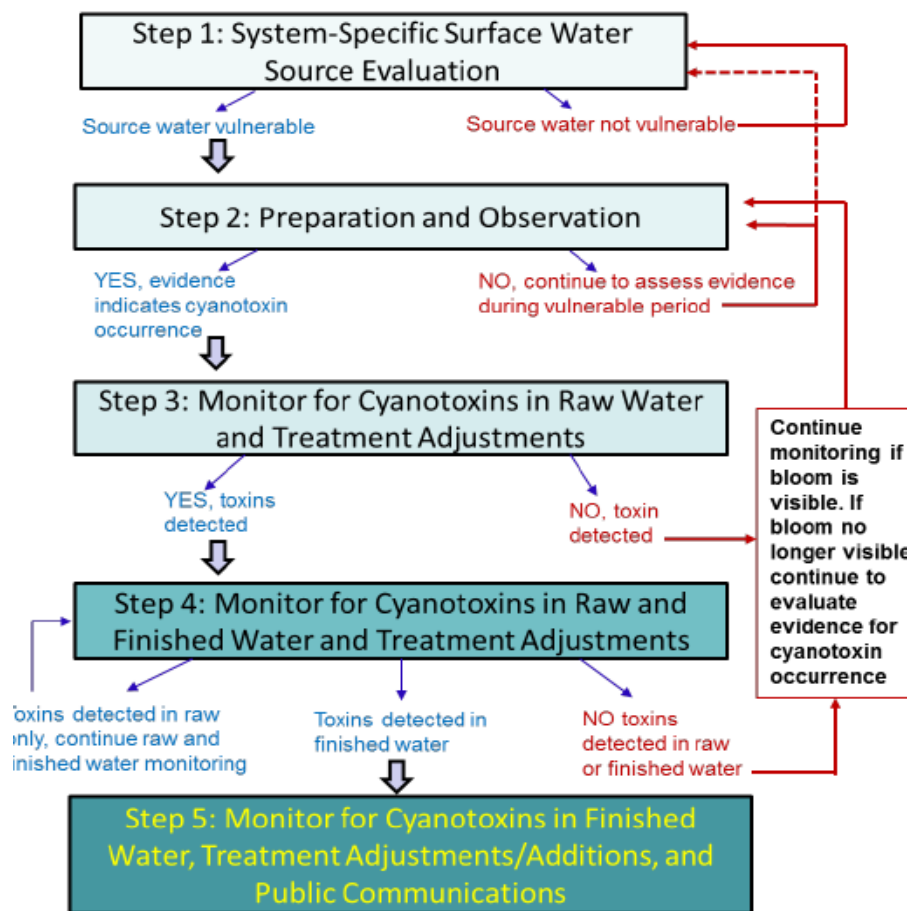 Step 1: System-Specific Surface Water
Source Evaluation
Source water vulnerable
Source water not vulnerable
Step 2: Preparation and Observation
YES, evidence
indicates cyanotoxin
occurrence
NO, continue to assess evidence
during vulnerable period
Step 3: Monitor for Cyanotoxins in Raw Water
and Treatment Adjustments
YES, toxins
detected
NO, toxin
detected
Continue
monitoring if
bloom is
visible. If
bloom no
longer visible
continue to
evaluate
evidence for
cyanotoxin
occurrence
Step 4: Monitor for Cyanotoxins in Raw and
Finished Water and Treatment Adjustments
Toxins detected in raw
only, continue raw and
finished water monitoring
Toxins detected in
finished water
NO toxins
detected in raw
or finished water
Step 5: Monitor for Cyanotoxins in Finished
Water, Treatment Adjustments/Additions, and
Public Communications